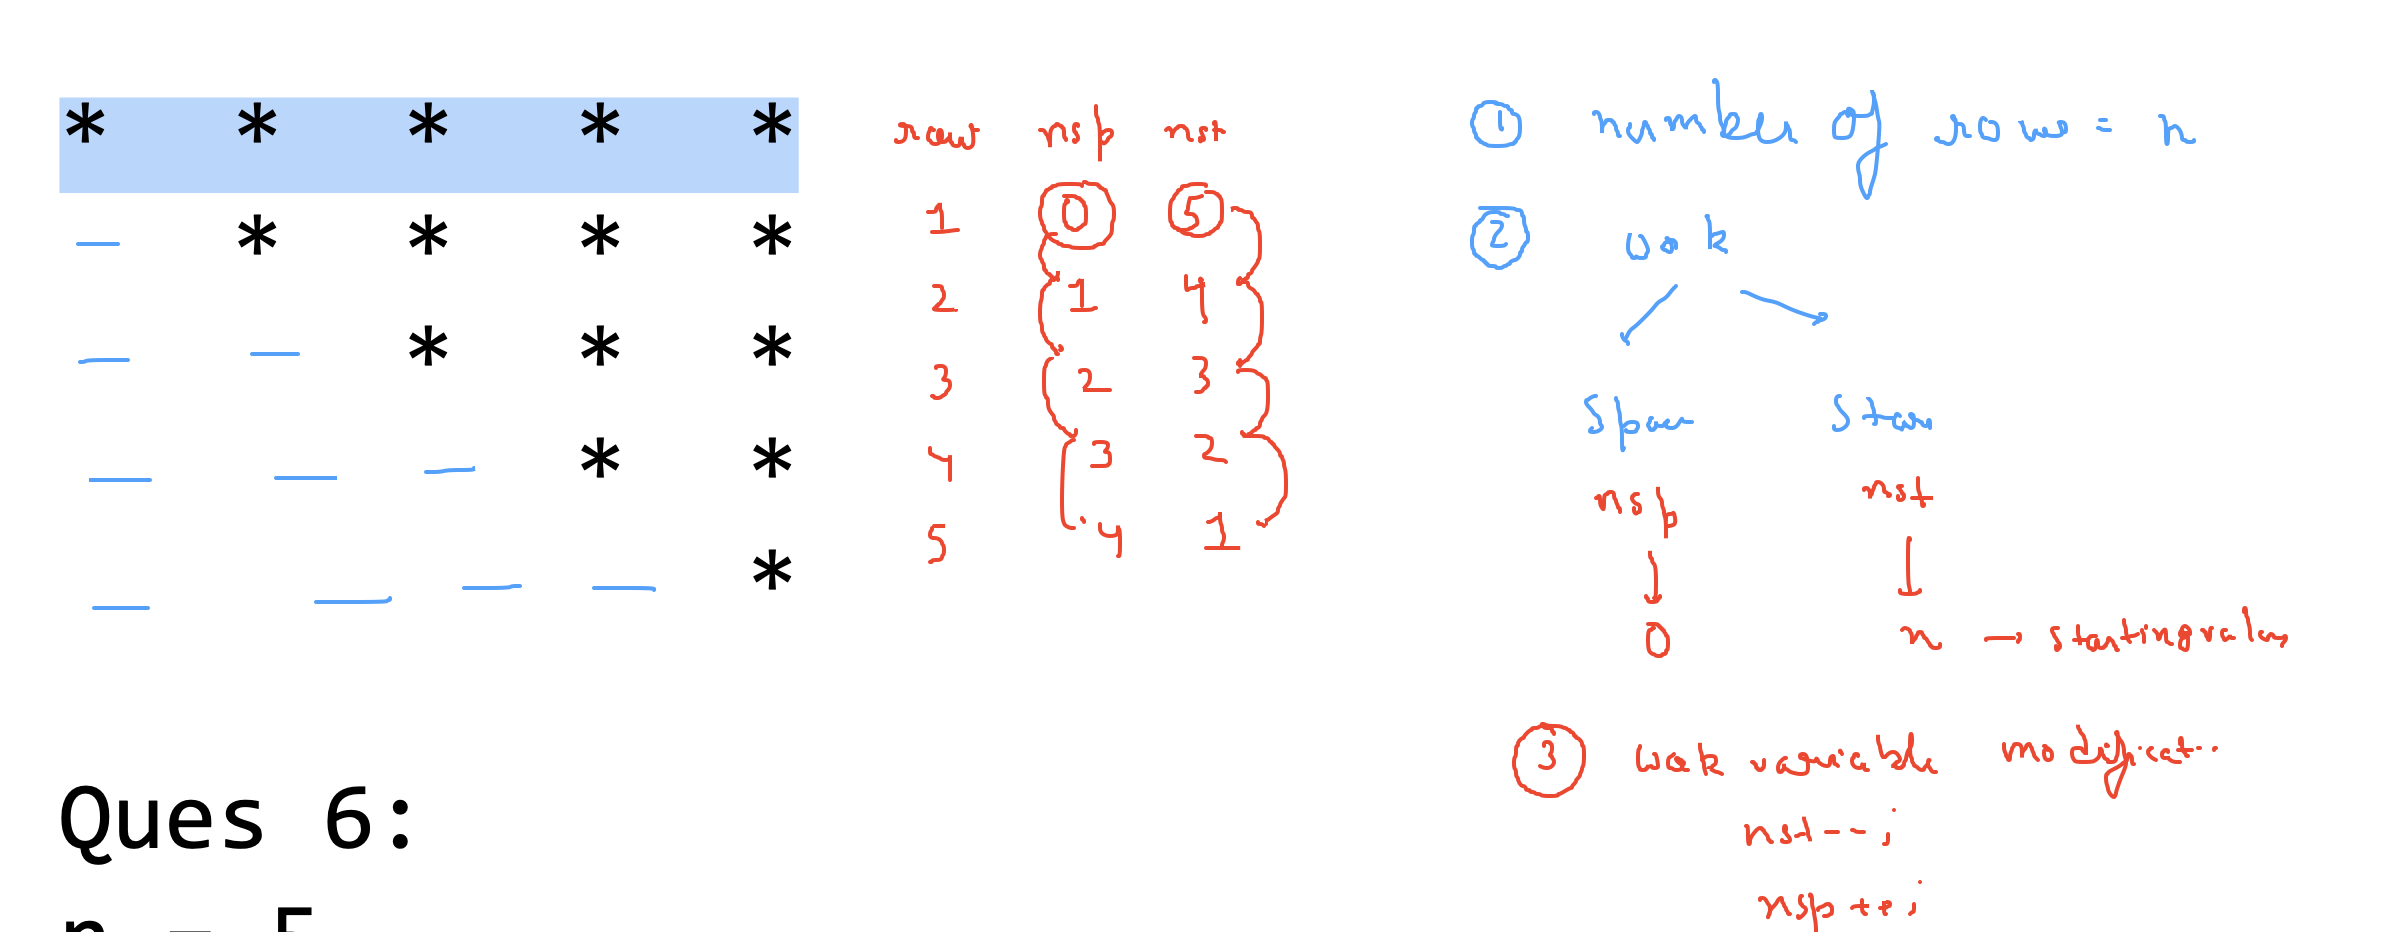 * * * * *
_ * * * *
_ _ * * *
_ _ _ * *
_ _ _ _ *
Ques 6:
n = 5
row nsp nst
1 0 5
2 1 4
3 2 3
4 3 2
5 4 1
1 number of rows = n
2 work
Space Star
nsp nst
0 n → starting value
3 work variable modificat..
nst--;
nsp++;